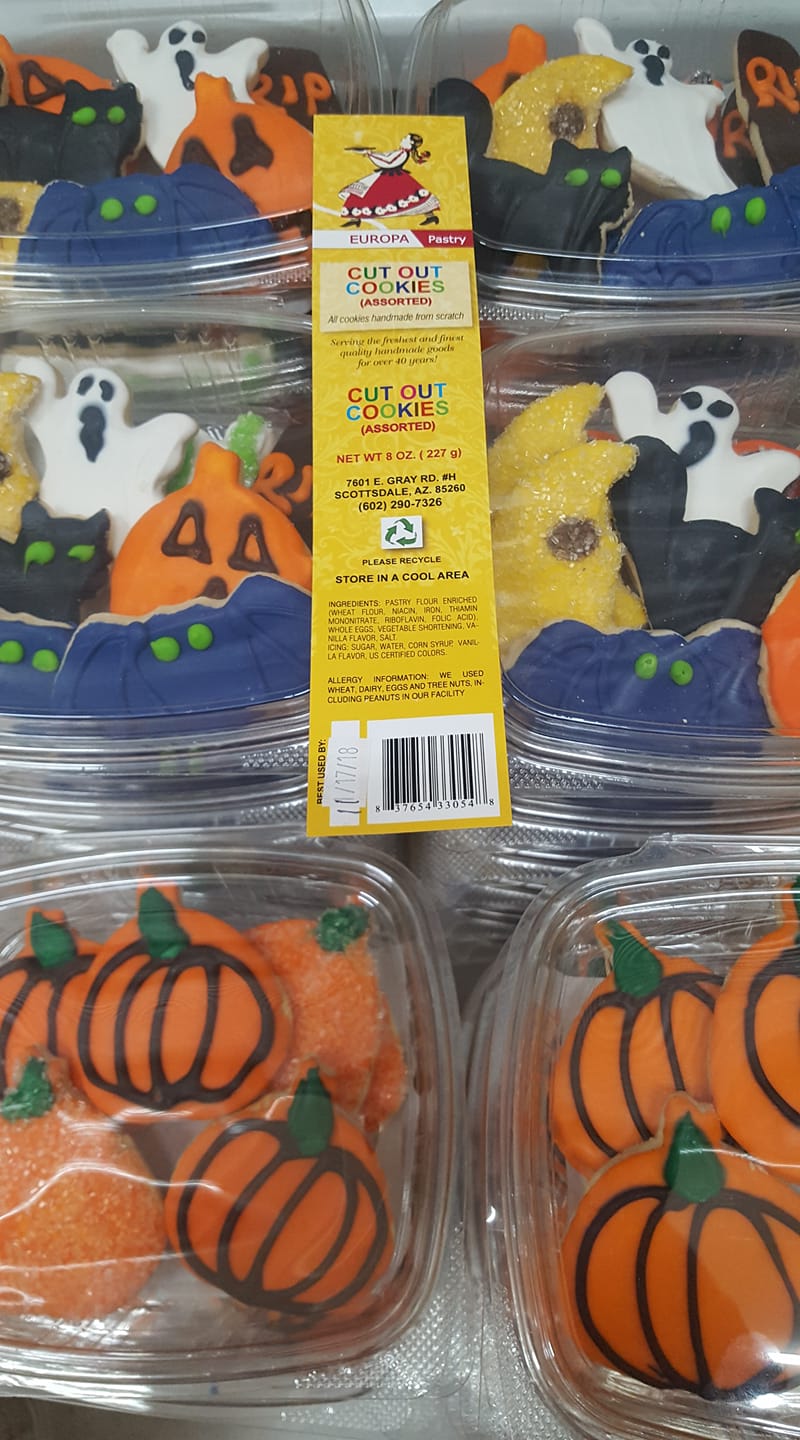 RIP
EUROPA Pastry
CUT OUT
COOKIES
(ASSORTED)
All cookies handmade from scratch
Serving the freshest and finest
quality handmade goods
for over 40 years!
CUT OUT
COOKIES
(ASSORTED)
NET WT 8 OZ. ( 227 g)
7601 E. GRAY RD. #H
SCOTTSDALE, AZ. 85260
(602) 290-7326
PLEASE RECYCLE
STORE IN A COOL AREA
INGREDIENTS: PASTRY FLOUR ENRICHED
(WHEAT FLOUR, NIACIN, IRON, THIAMIN
MONONITRATE, RIBOFLAVIN, FOLIC ACID),
WHOLE EGGS, VEGETABLE SHORTENING, VA-
NILLA FLAVOR, SALT.
ICING: SUGAR, WATER, CORN SYRUP, VANIL-
LA FLAVOR, US CERTIFIED COLORS.
ALLERGY INFORMATION: WE USED
WHEAT, DAIRY, EGGS AND TREE NUTS, IN-
CLUDING PEANUTS IN OUR FACILITY
BEST USED BY:
11/17/18
8 37654 33054 8